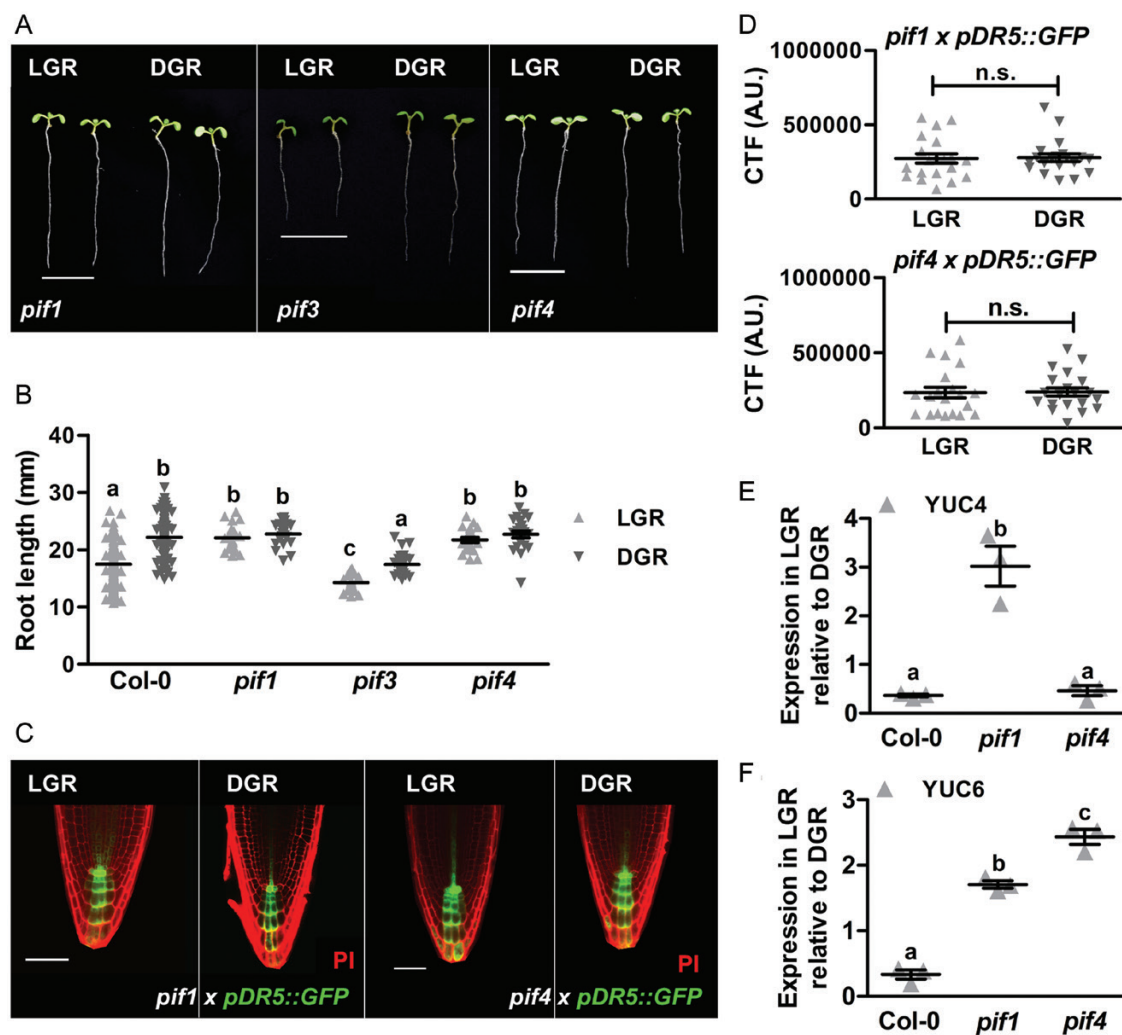 A
LGR DGR LGR DGR LGR DGR
pif1 pif3 pif4
B
Root length (mm)
40
30
20
10
0
a b b b c a b b
LGR
DGR
Col-0 pif1 pif3 pif4
C
LGR DGR LGR DGR
PI PI
pif1 x pDR5::GFP pif4 x pDR5::GFP
D
pif1 x pDR5::GFP
CTF (AU.)
1000000
500000
0
n.s.
LGR DGR
pif4 x pDR5::GFP
CTF (AU.)
1000000
500000
0
n.s.
LGR DGR
E
YUC4
Expression in LGR
relative to DGR
4
3
2
1
0
a b a
Col-0 pif1 pif4
F
YUC6
Expression in LGR
relative to DGR
3
2
1
0
a b c
Col-0 pif1 pif4